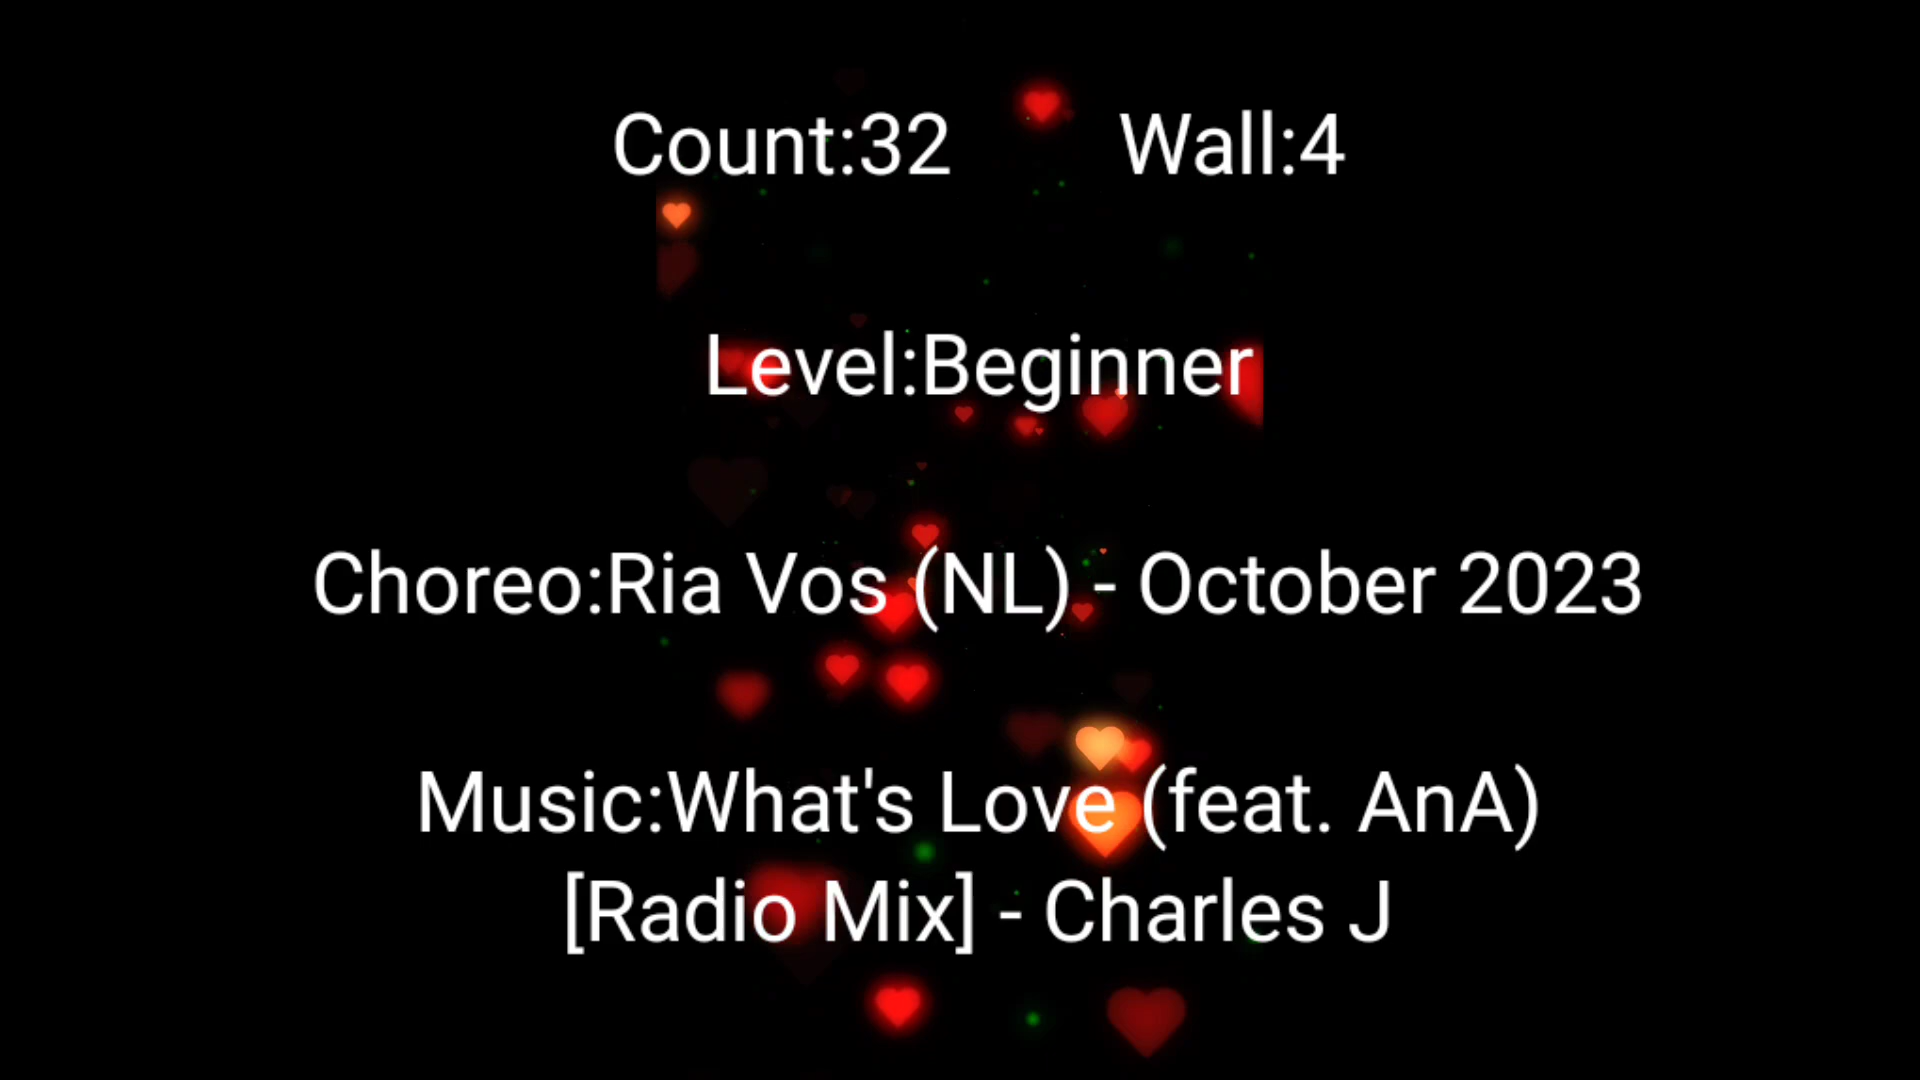 Count:32 Wall:4
Level:Beginner
Choreo:Ria Vos (NL) - October 2023
Music:What's Love (feat. AnA)
[Radio Mix] - Charles J